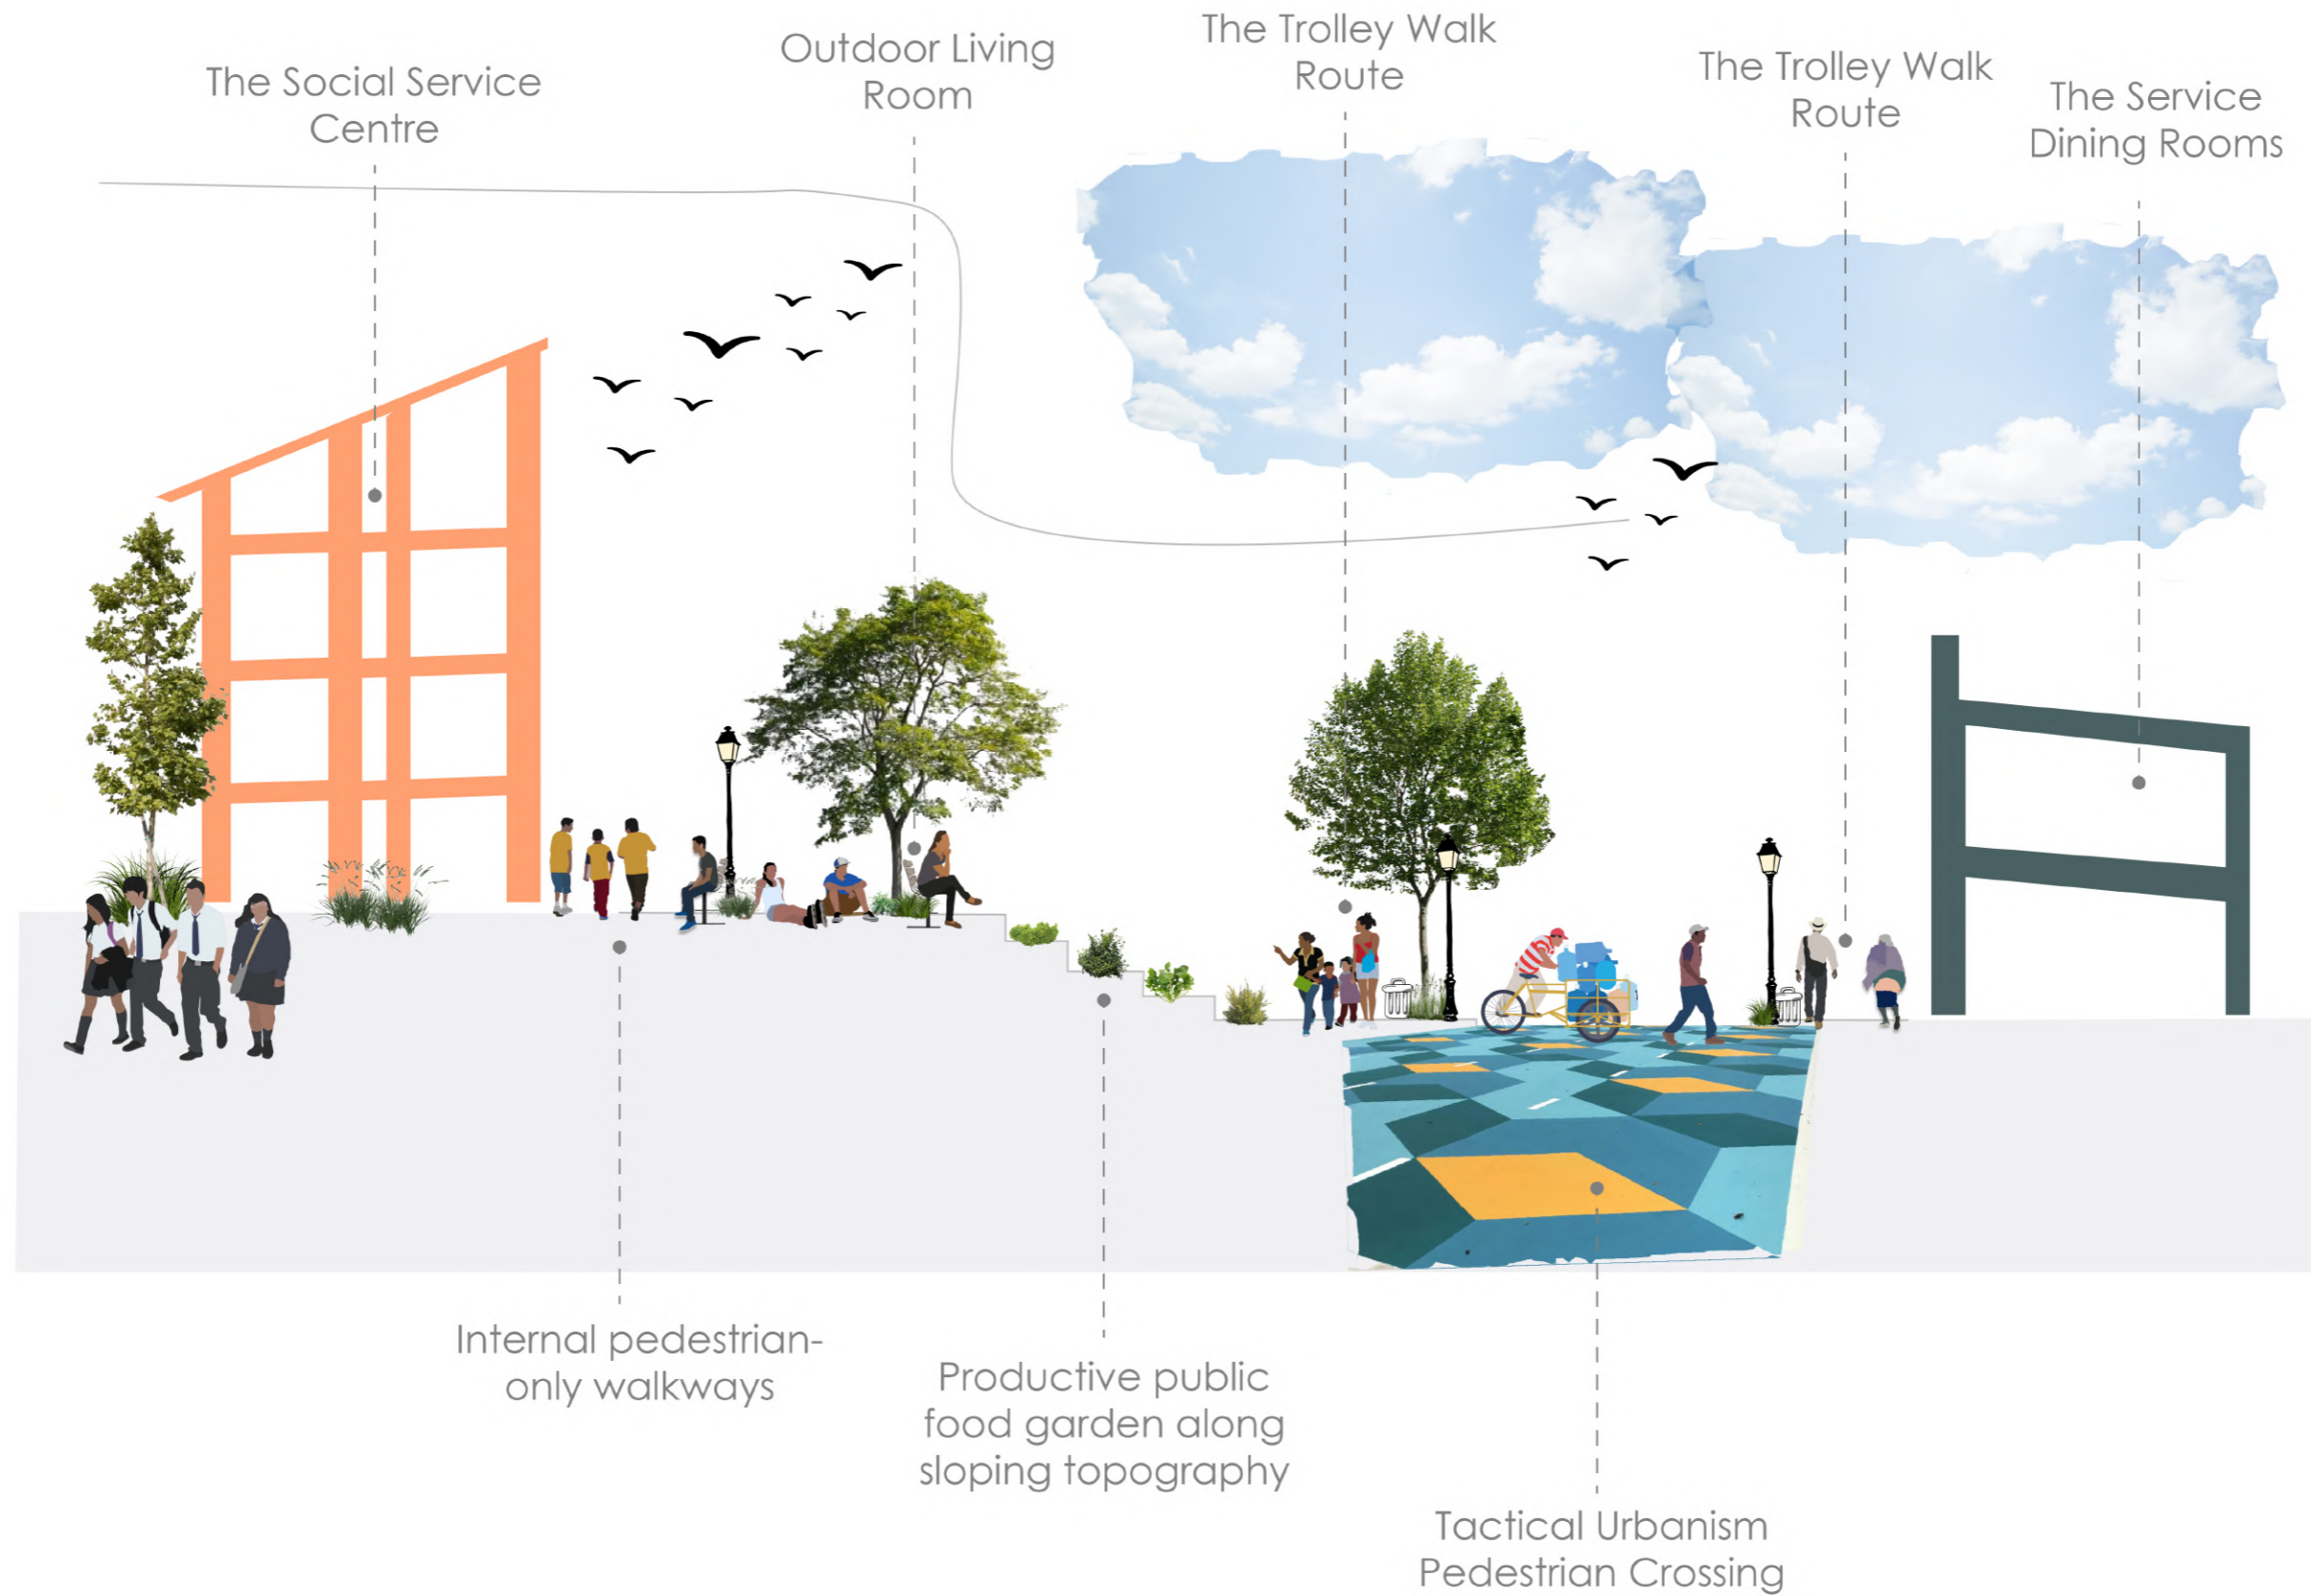 The Social Service
Centre
Outdoor Living
Room
The Trolley Walk
Route
The Trolley Walk
Route
The Service
Dining Rooms
Internal pedestrian-
only walkways
Productive public
food garden along
sloping topography
Tactical Urbanism
Pedestrian Crossing